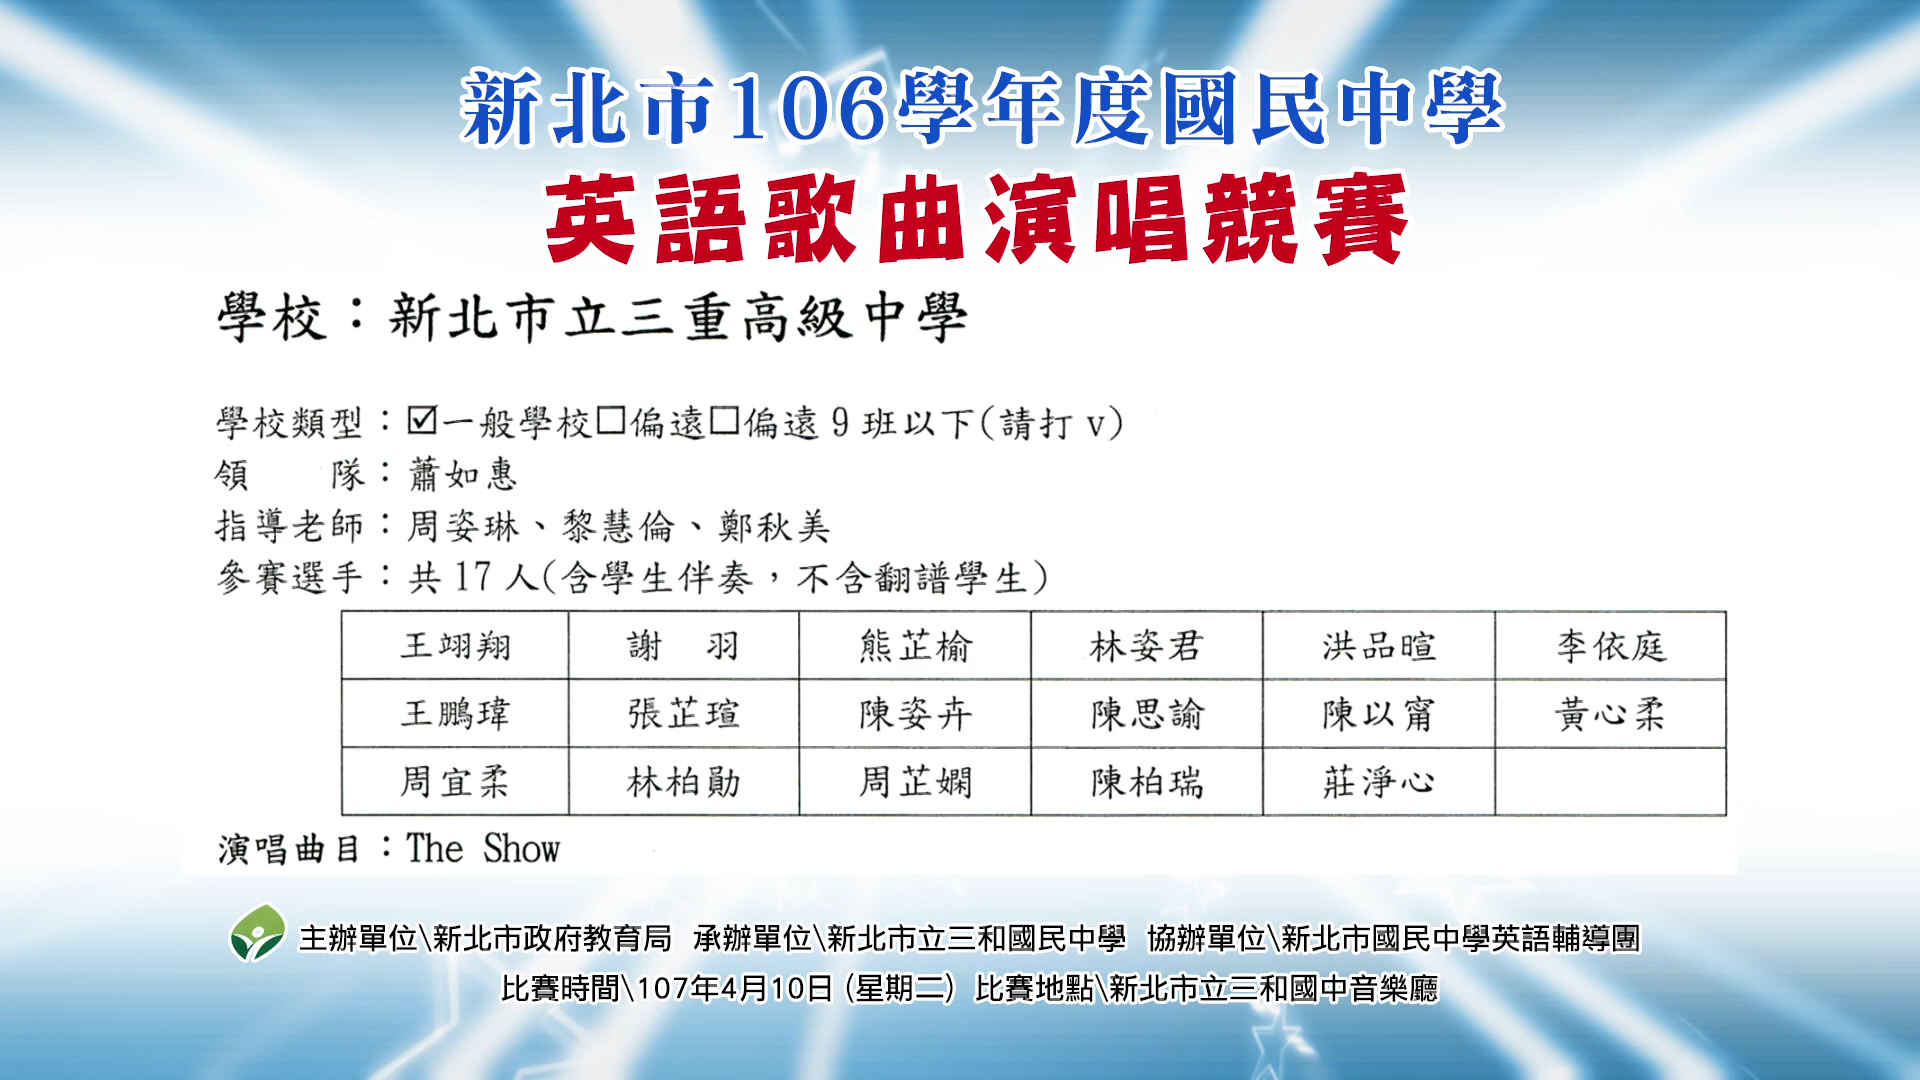 新北市106學年度國民中學
英語歌曲演唱競賽
學校：新北市立三重高級中學
學校類型：☑一般學校□偏遠□偏遠9班以下(請打v)
領　　隊：蕭如惠
指導老師：周姿琳、黎慧倫、鄭秋美
參賽選手：共17人(含學生伴奏，不含翻譜學生)
王翊翔 謝　羽 熊芷榆 林姿君 洪品暄 李依庭
王鵬瑋 張芷瑄 陳姿卉 陳思諭 陳以甯 黃心柔
周宜柔 林柏勛 周芷嫻 陳柏瑞 莊淨心
演唱曲目：The Show
主辦單位\新北市政府教育局 承辦單位\新北市立三和國民中學 協辦單位\新北市國民中學英語輔導團
比賽時間\107年4月10日 (星期二) 比賽地點\新北市立三和國中音樂廳